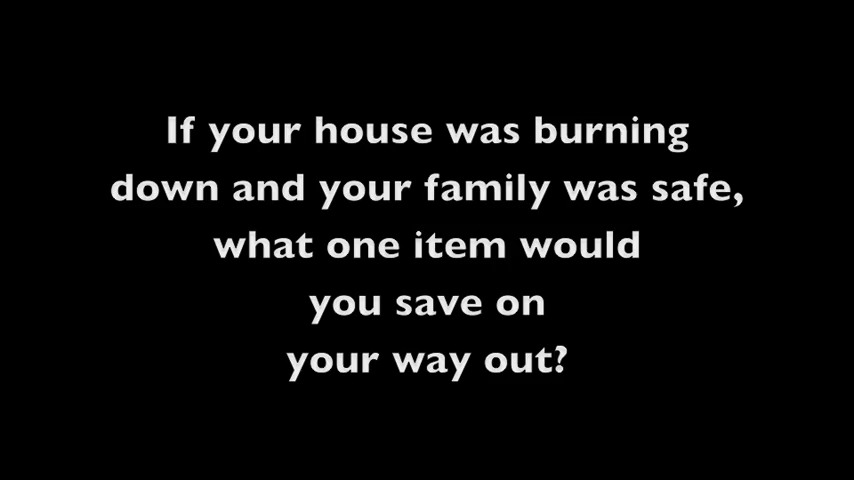 If your house was burning
down and your family was safe,
what one item would
you save on
your way out?